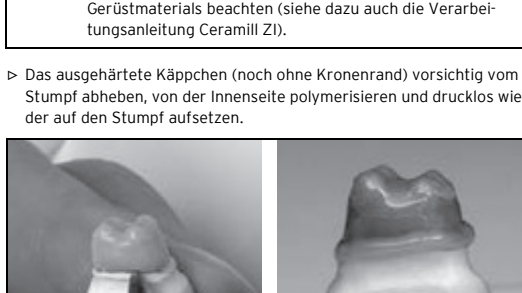 Gerüstmaterials beachten (siehe dazu auch die Verarbei-
tungsanleitung Ceramill ZI).
▹ Das ausgehärtete Käppchen (noch ohne Kronenrand) vorsichtig vom
Stumpf abheben, von der Innenseite polymerisieren und drucklos wie
der auf den Stumpf aufsetzen.